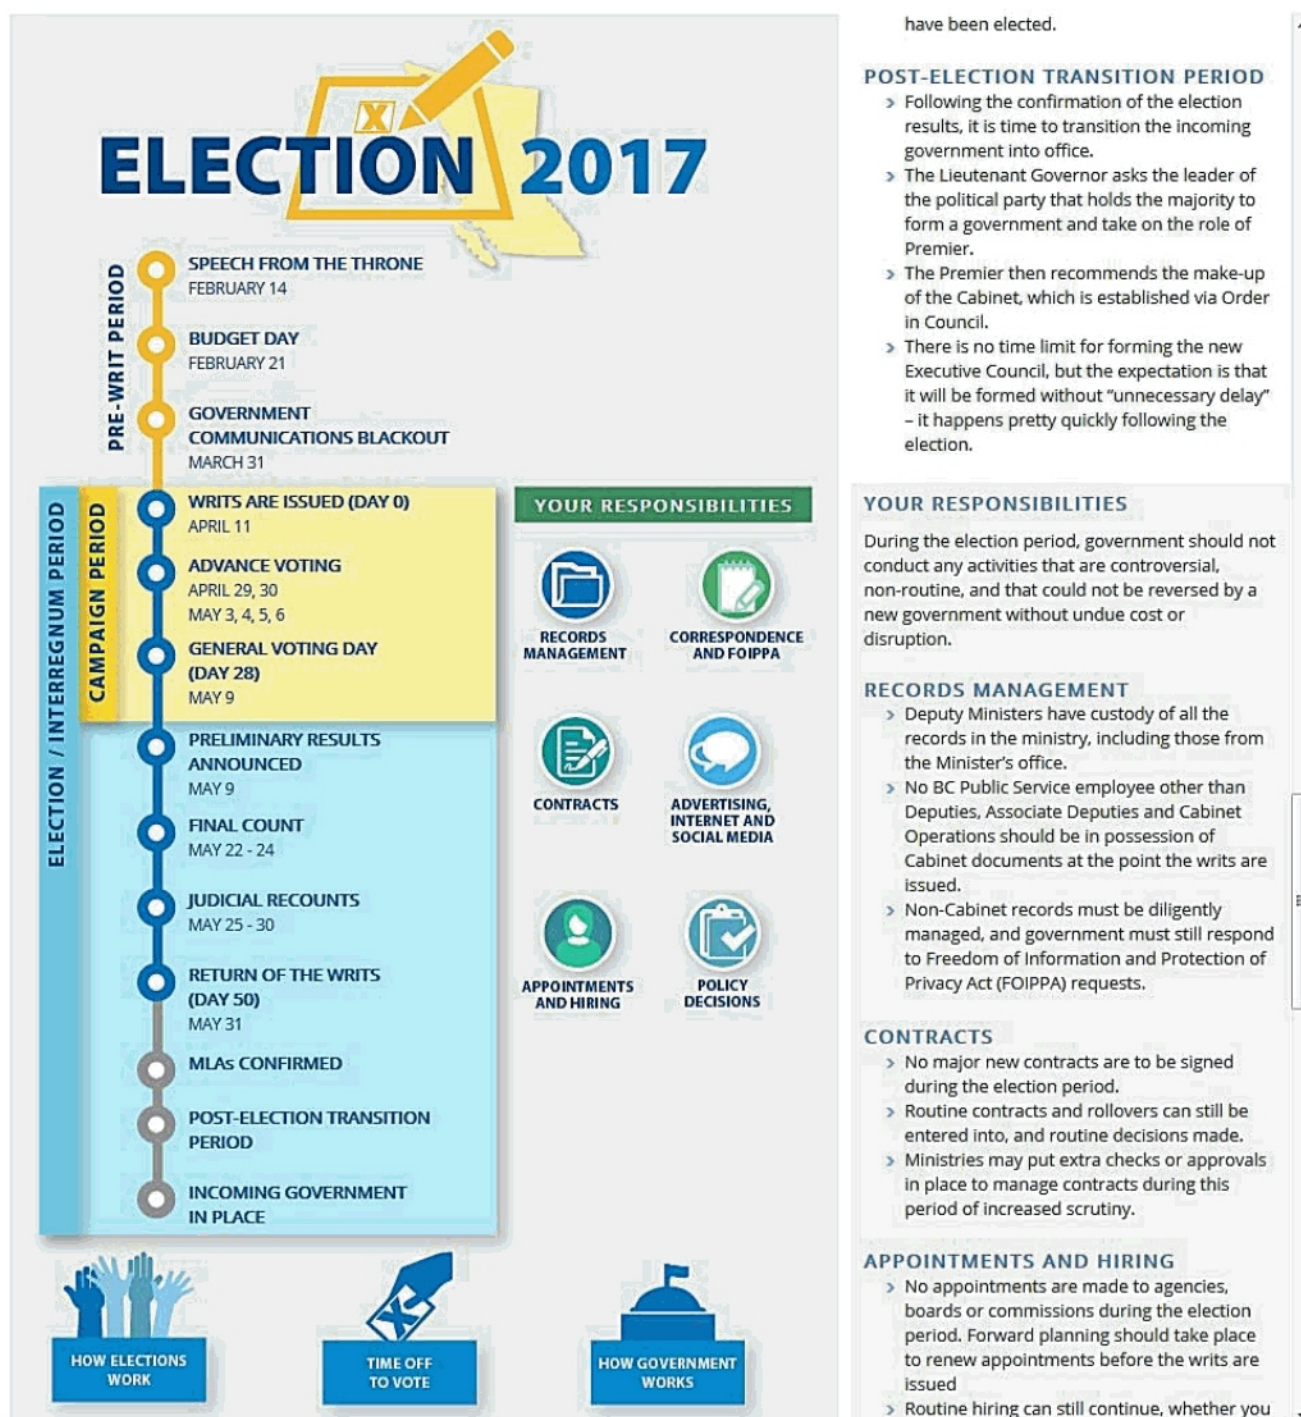 ELECTION 2017
PRE-WRIT PERIOD
SPEECH FROM THE THRONE
FEBRUARY 14
BUDGET DAY
FEBRUARY 21
GOVERNMENT
COMMUNICATIONS BLACKOUT
MARCH 31
ELECTION / INTERREGNUM PERIOD
CAMPAIGN PERIOD
WRITS ARE ISSUED (DAY 0)
APRIL 11
ADVANCE VOTING
APRIL 29, 30
MAY 3, 4, 5, 6
GENERAL VOTING DAY
(DAY 28)
MAY 9
PRELIMINARY RESULTS
ANNOUNCED
MAY 9
FINAL COUNT
MAY 22 - 24
JUDICIAL RECOUNTS
MAY 25 - 30
RETURN OF THE WRITS
(DAY 50)
MAY 31
MLAs CONFIRMED
POST-ELECTION TRANSITION
PERIOD
INCOMING GOVERNMENT
IN PLACE
YOUR RESPONSIBILITIES
RECORDS
MANAGEMENT
CORRESPONDENCE
AND FOIPPA
CONTRACTS
ADVERTISING,
INTERNET AND
SOCIAL MEDIA
APPOINTMENTS
AND HIRING
POLICY
DECISIONS
HOW ELECTIONS
WORK
TIME OFF
TO VOTE
HOW GOVERNMENT
WORKS
have been elected.
POST-ELECTION TRANSITION PERIOD
› Following the confirmation of the election
results, it is time to transition the incoming
government into office.
› The Lieutenant Governor asks the leader of
the political party that holds the majority to
form a government and take on the role of
Premier.
› The Premier then recommends the make-up
of the Cabinet, which is established via Order
in Council.
› There is no time limit for forming the new
Executive Council, but the expectation is that
it will be formed without “unnecessary delay”
– it happens pretty quickly following the
election.
YOUR RESPONSIBILITIES
During the election period, government should not
conduct any activities that are controversial,
non-routine, and that could not be reversed by a
new government without undue cost or
disruption.
RECORDS MANAGEMENT
› Deputy Ministers have custody of all the
records in the ministry, including those from
the Minister's office.
› No BC Public Service employee other than
Deputies, Associate Deputies and Cabinet
Operations should be in possession of
Cabinet documents at the point the writs are
issued.
› Non-Cabinet records must be diligently
managed, and government must still respond
to Freedom of Information and Protection of
Privacy Act (FOIPPA) requests.
CONTRACTS
› No major new contracts are to be signed
during the election period.
› Routine contracts and rollovers can still be
entered into, and routine decisions made.
› Ministries may put extra checks or approvals
in place to manage contracts during this
period of increased scrutiny.
APPOINTMENTS AND HIRING
› No appointments are made to agencies,
boards or commissions during the election
period. Forward planning should take place
to renew appointments before the writs are
issued
› Routine hiring can still continue, whether you